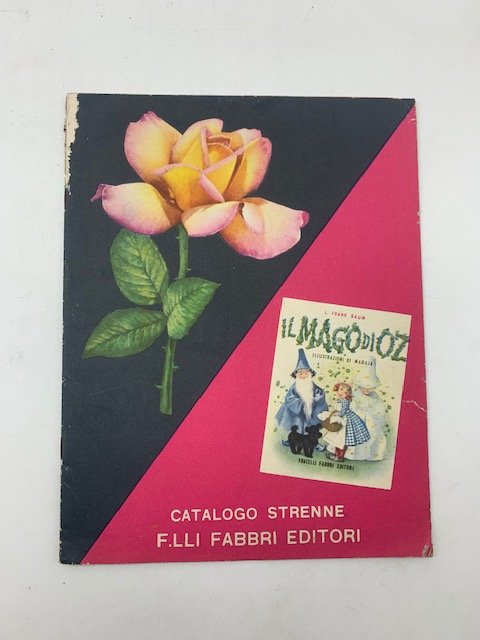 L. FRANK BAUM
IL MAGO DI OZ
ILLUSTRAZIONI DI MARAJA
FRATELLI FABBRI EDITORI
CATALOGO STRENNE
F.LLI FABBRI EDITORI